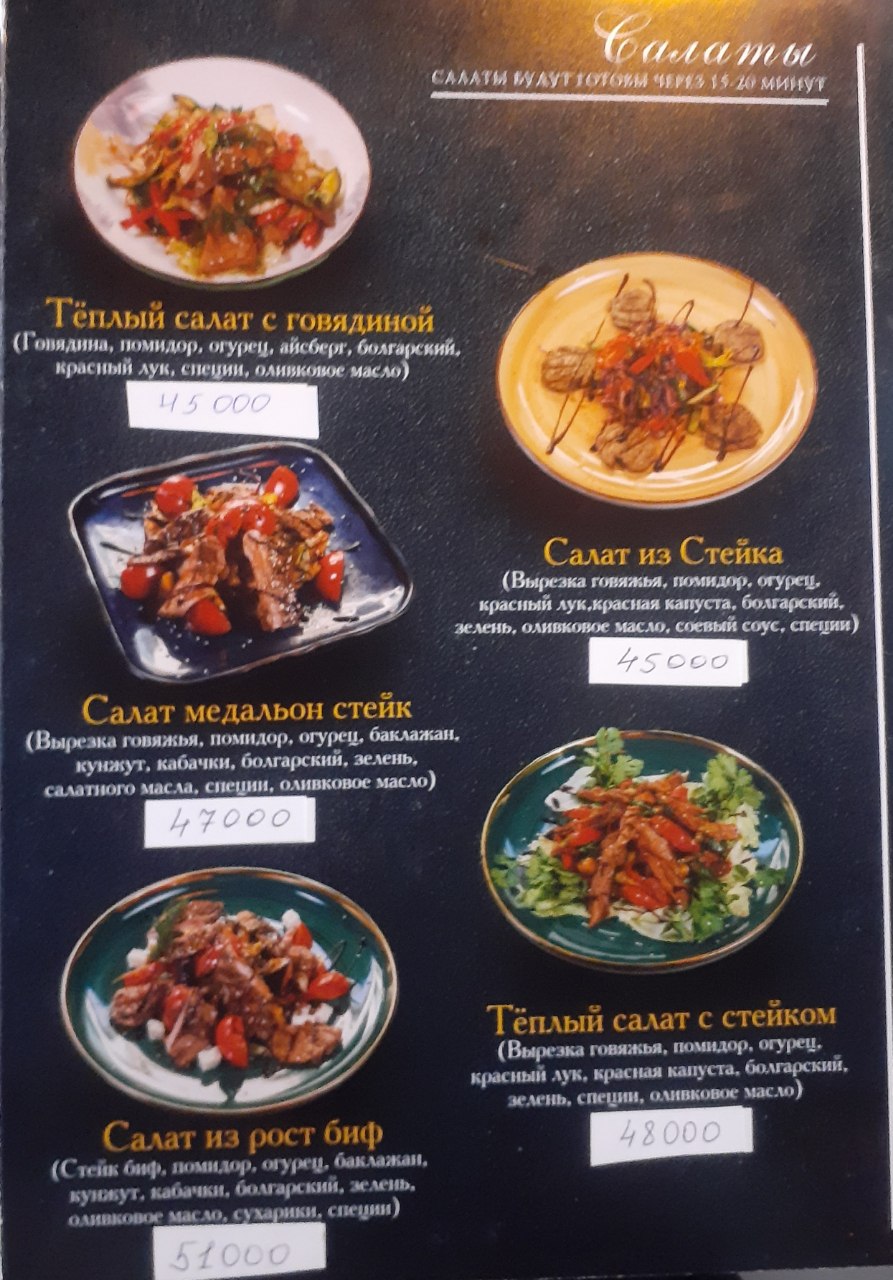 Салаты
САЛАТЫ БУДУТ ГОТОВЫ ЧЕРЕЗ 15-20 МИНУТ
Тёплый салат с говядиной
(Говядина, помидор, огурец, айсберг, болгарский,
красный лук, специи, оливковое масло)
45 000
Салат из Стейка
(Вырезка говяжья, помидор, огурец,
красный лук,красная капуста, болгарский,
зелень, оливковое масло, соевый соус, специи)
45000
Салат медальон стейк
(Вырезка говяжья, помидор, огурец, баклажан,
кунжут, кабачки, болгарский, зелень,
салатного масла, специи, оливковое масло)
47000
Тёплый салат с стейком
(Вырезка говяжья, помидор, огурец,
красный лук, красная капуста, болгарский,
зелень, специи, оливковое масло)
48000
Салат из рост биф
(Стейк биф, помидор, огурец, баклажан,
кунжут, кабачки, болгарский, зелень,
оливковое масло, сухарики, специи)
51000